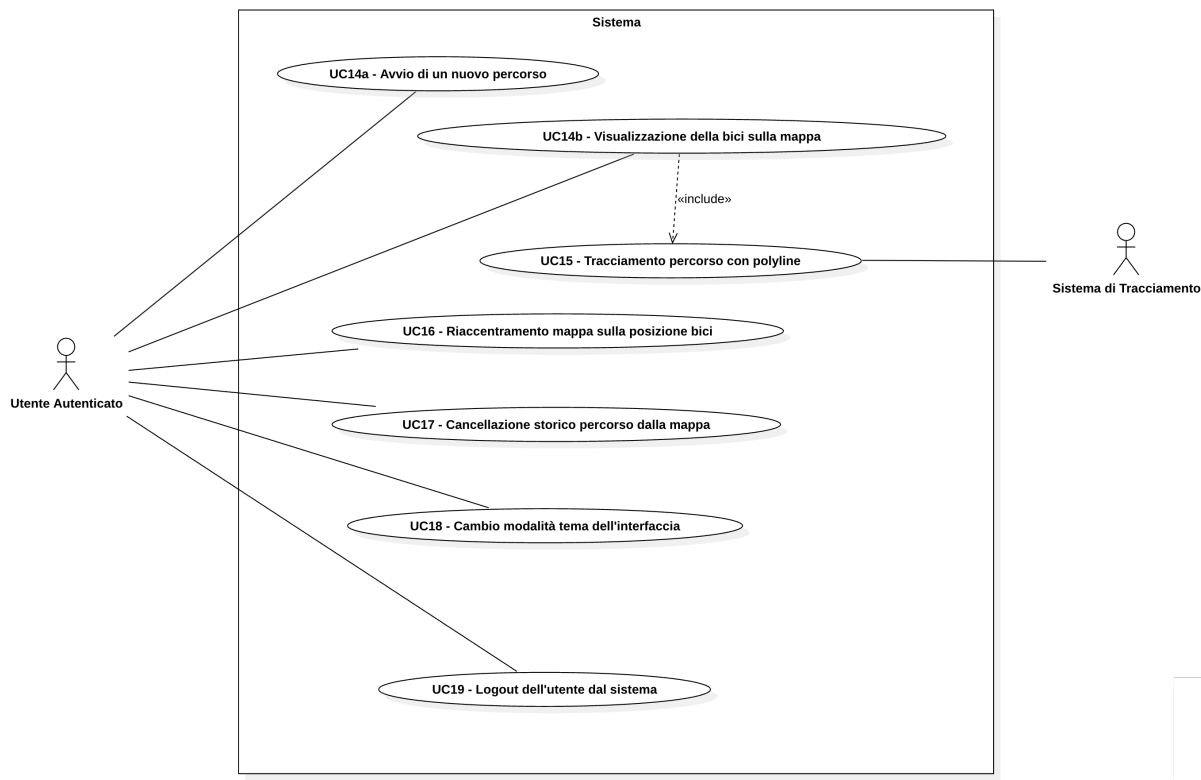 Sistema
UC14a - Avvio di un nuovo percorso
UC14b - Visualizzazione della bici sulla mappa
«include»
UC15 - Tracciamento percorso con polyline
Sistema di Tracciamento
UC16 - Riaccentramento mappa sulla posizione bici
Utente Autenticato
UC17 - Cancellazione storico percorso dalla mappa
UC18 - Cambio modalità tema dell'interfaccia
UC19 - Logout dell'utente dal sistema